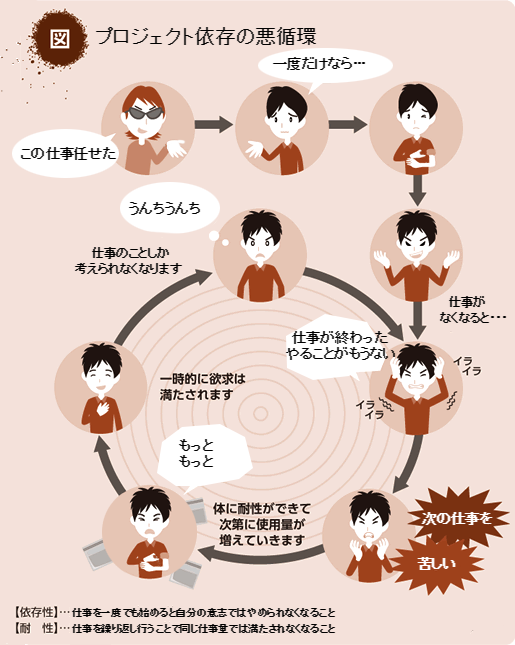 図
プロジェクト依存の悪循環
一度だけなら…
この仕事任せた
うんちうんち
仕事のことしか
考えられなくなります
仕事が
なくなると…
仕事が終わった
やることがもうない
イラ
イラ
イラ
イラ
一時的に欲求は
満たされます
もっと
もっと
体に耐性ができて
次第に使用量が
増えていきます
次の仕事を
苦しい
【依存性】…仕事を一度でも始めると自分の意志ではやめられなくなること
【耐　性】…仕事を繰り返し行うことで同じ仕事量では満たされなくなること